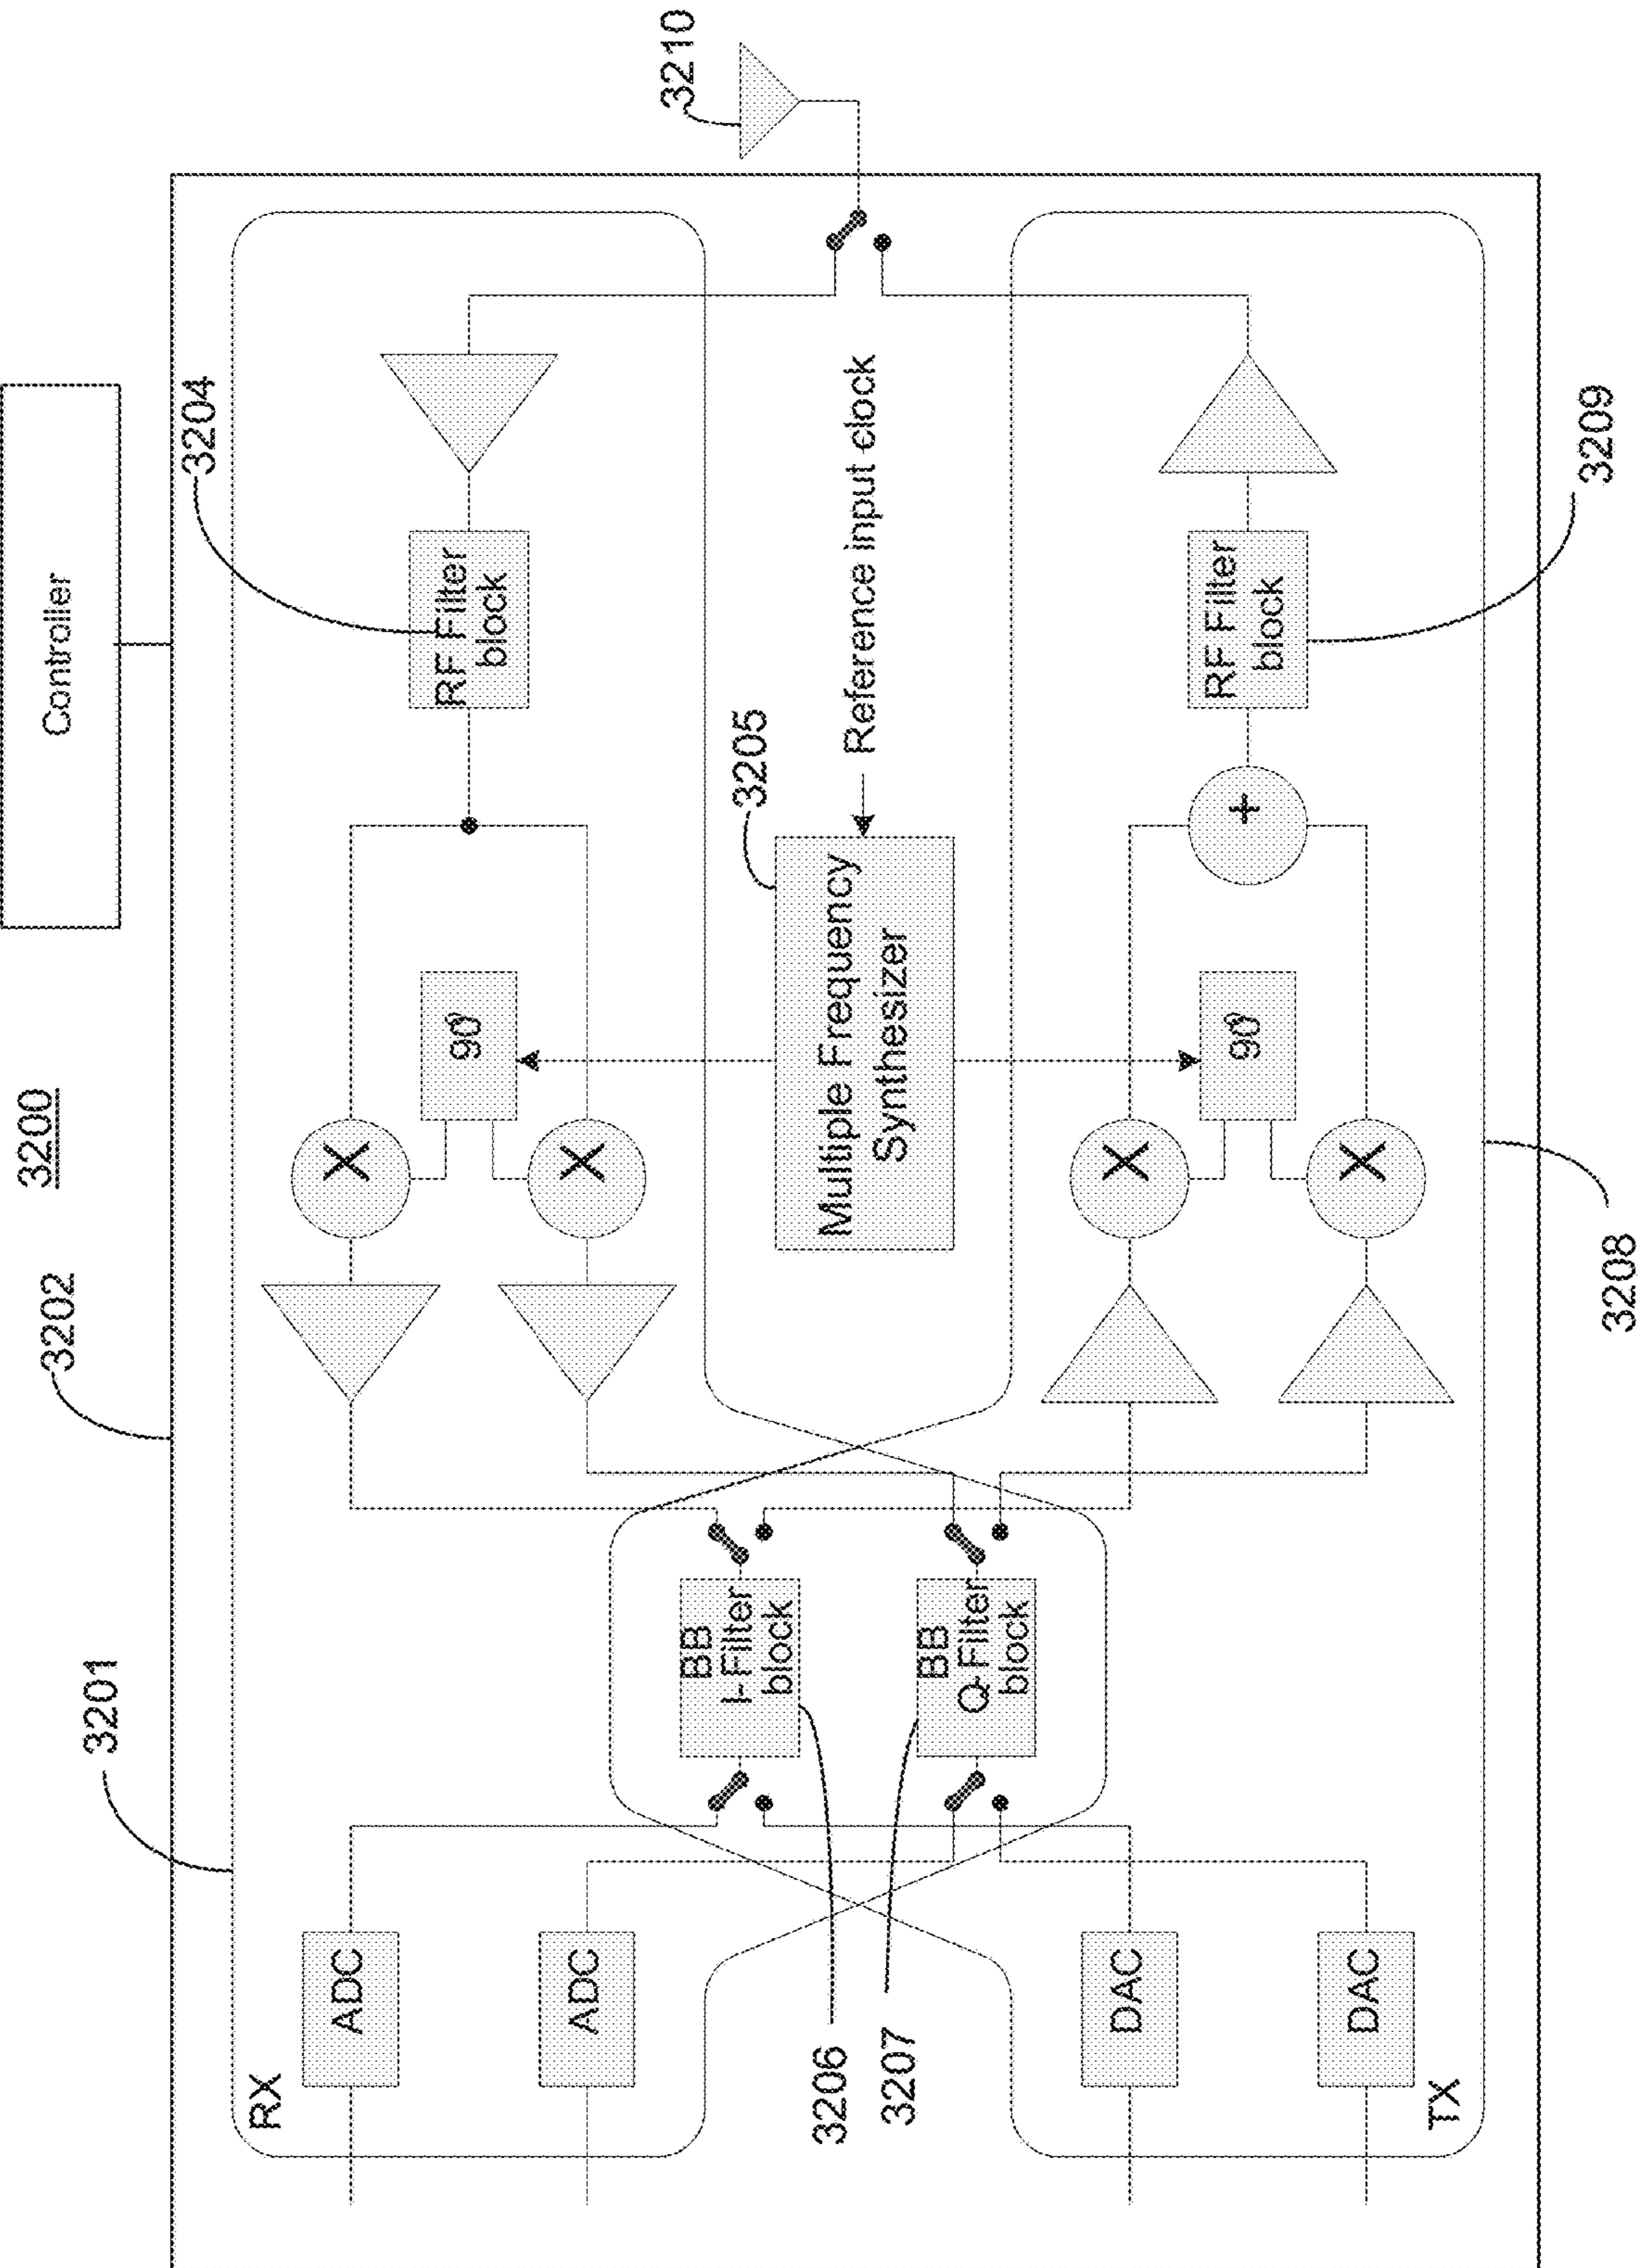 3200
Controller
3202
3201
3204
RX
ADC
ADC
X
X
90°
RF Filter
block
3210
3205
Multiple Frequency
Synthesizer
Reference input clock
BB
I- Filter
block
BB
Q-Filter
block
3206
3207
DAC
DAC
TX
X
X
90°
+
RF Filter
block
3209
3208